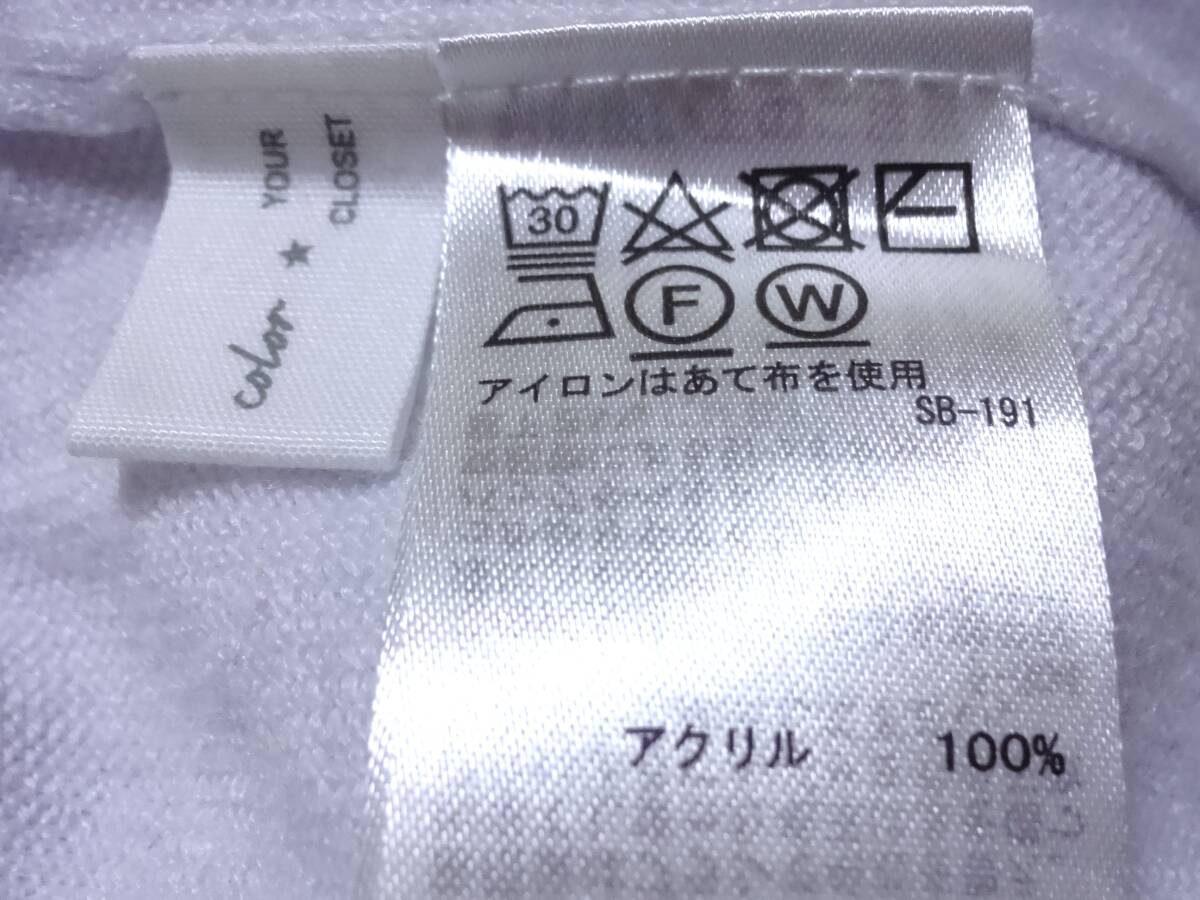 color ★ YOUR
CLOSET
30
F W
アイロンはあて布を使用
SB-191
アクリル 100%